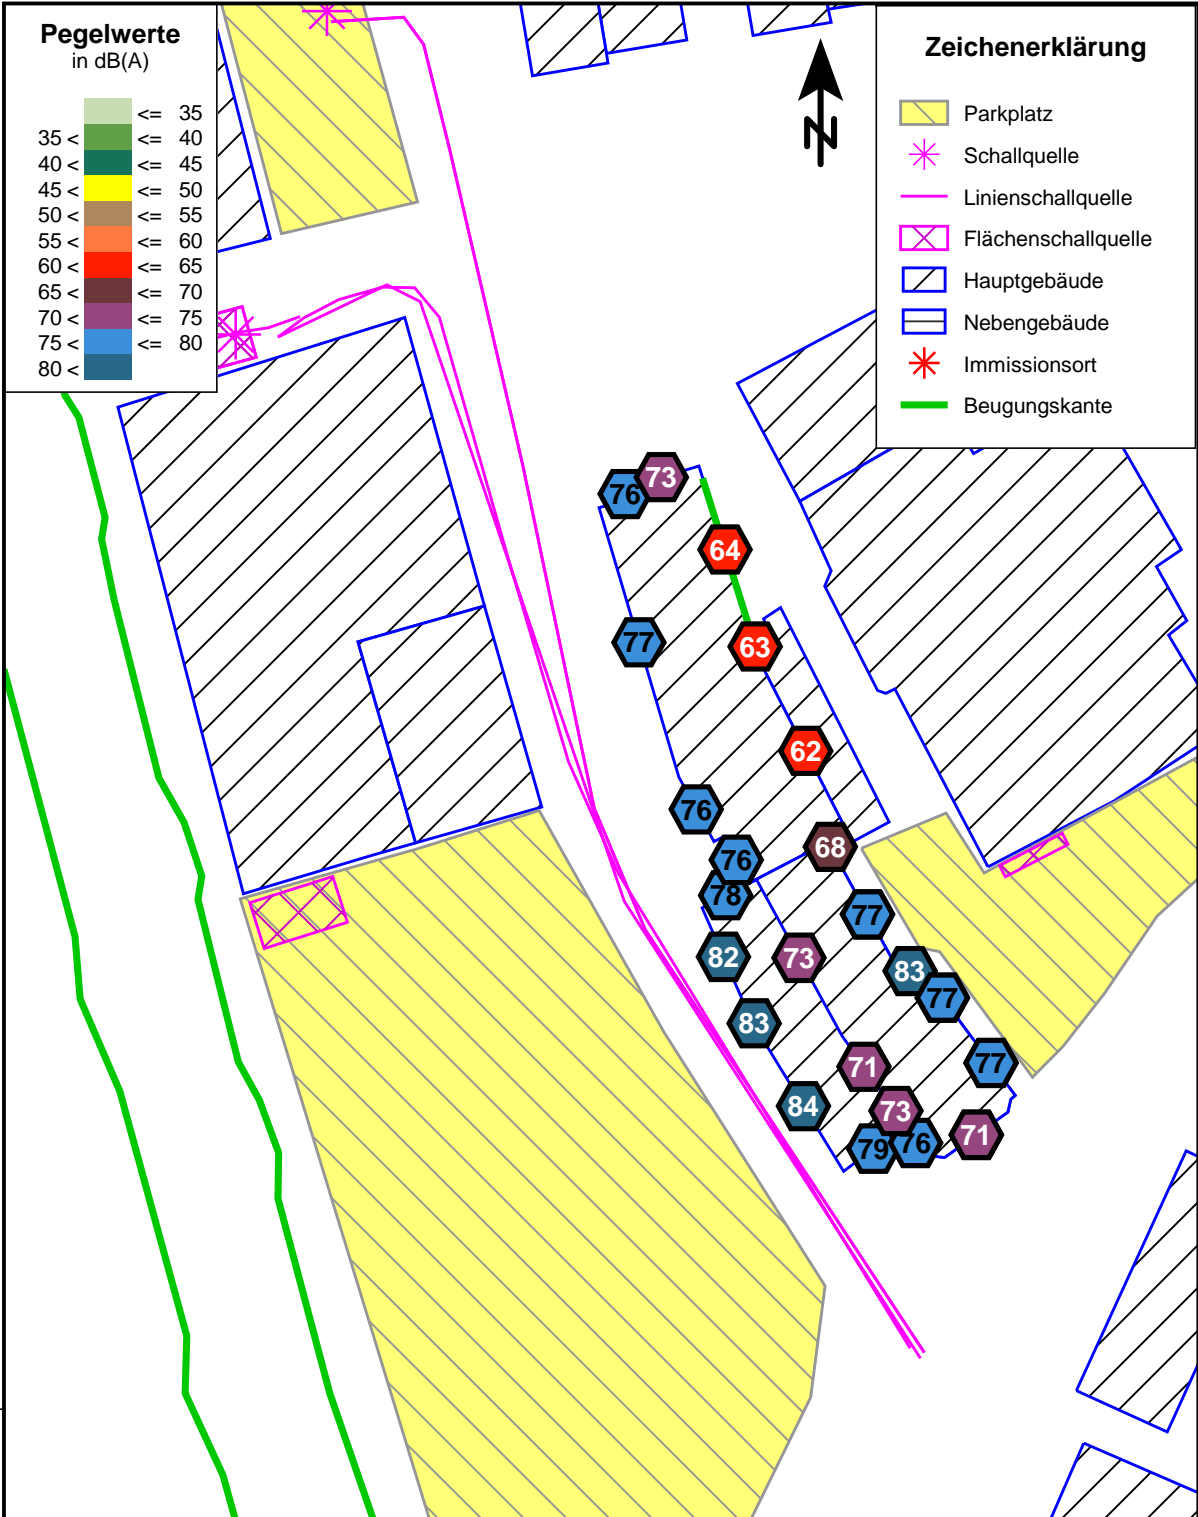 Pegelwerte
in dB(A)
<= 35
35 < <= 40
40 < <= 45
45 < <= 50
50 < <= 55
55 < <= 60
60 < <= 65
65 < <= 70
70 < <= 75
75 < <= 80
80 <
Zeichenerklärung
Parkplatz
Schallquelle
Linienschallquelle
Flächenschallquelle
Hauptgebäude
Nebengebäude
Immissionsort
Beugungskante
N
76
73
64
77
63
62
76
68
76
78
77
82
73
83
77
83
77
71
84
73
79
76
71